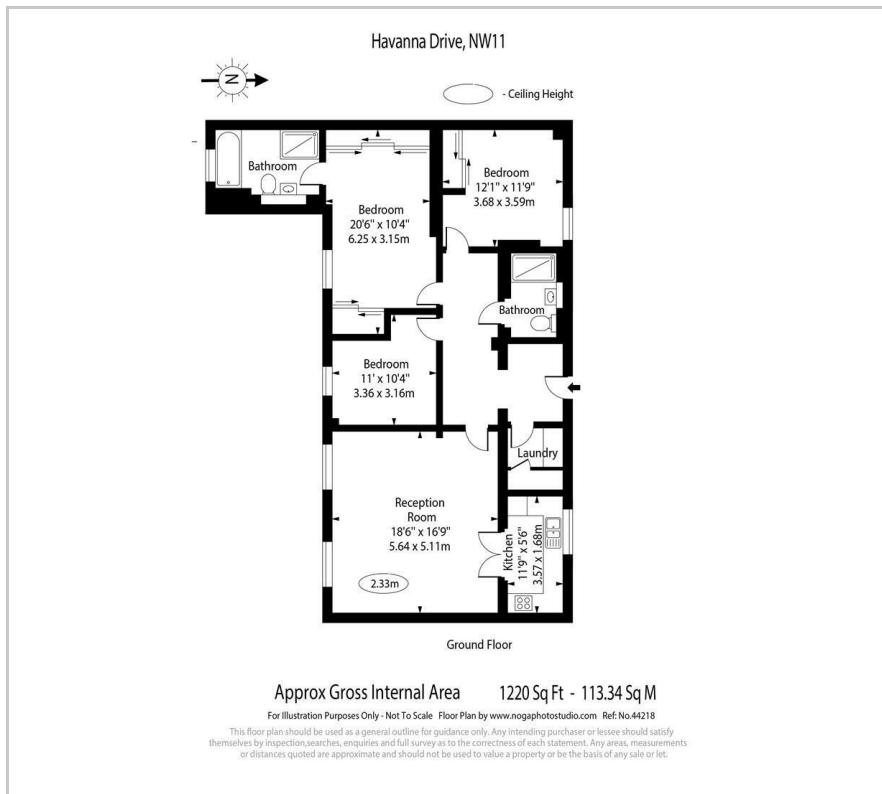 Havanna Drive, NW11
N
- Ceiling Height
Bathroom
Bedroom
20'6" x 10'4"
6.25 x 3.15m
Bedroom
12'1" x 11'9"
3.68 x 3.59m
Bathroom
Bedroom
11' x 10'4"
3.36 x 3.16m
Laundry
Reception
Room
18'6" x 16'9"
5.64 x 5.11m
2.33m
Kitchen
11'9" x 5'6"
3.57 x 1.68m
Ground Floor
Approx Gross Internal Area 1220 Sq Ft - 113.34 Sq M
For Illustration Purposes Only - Not To Scale Floor Plan by www.nogaphotostudio.com Ref: No.44218
This floor plan should be used as a general outline for guidance only. Any intending purchaser or lessee should satisfy
themselves by inspection,searches, enquiries and full survey as to the correctness of each statement. Any areas, measurements
or distances quoted are approximate and should not be used to value a property or be the basis of any sale or let.